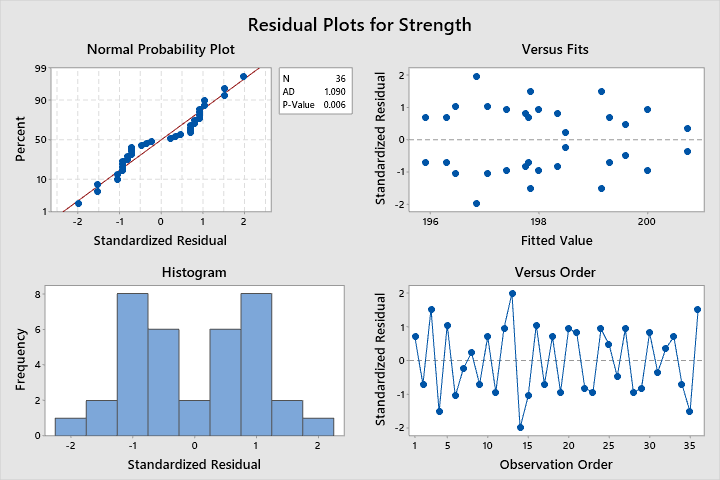 Residual Plots for Strength
Normal Probability Plot
99
90
50
10
1
Percent
-2 -1 0 1 2
Standardized Residual
N 36
AD 1.090
P-Value 0.006
Versus Fits
2
1
0
-1
-2
Standardized Residual
196 198 200
Fitted Value
Histogram
8
6
4
2
0
Frequency
-2 -1 0 1 2
Standardized Residual
Versus Order
2
1
0
-1
-2
Standardized Residual
1 5 10 15 20 25 30 35
Observation Order